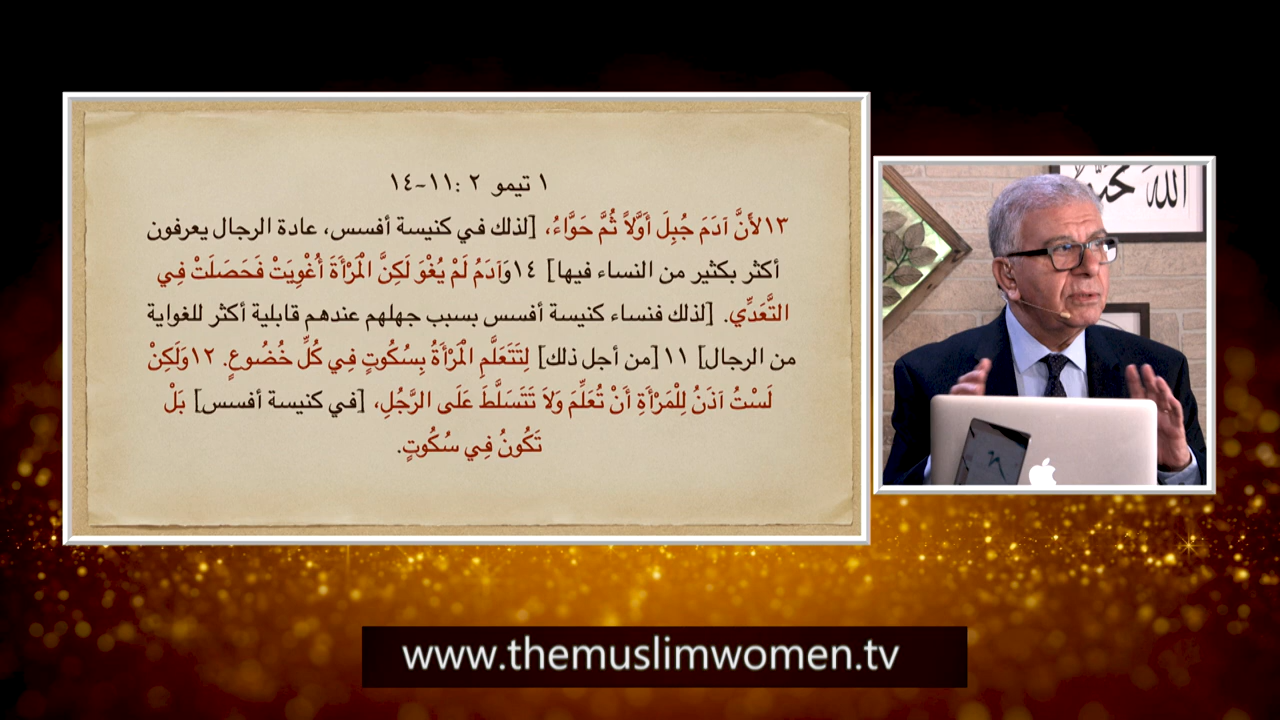 ١ تيمو ٢ :١١-١٤
١٣لأَنَّ آدَمَ جُبِلَ أَوَّلاً ثُمَّ حَوَّاءُ، [لذلك في كنيسة أفسس، عادة الرجال يعرفون
أكثر بكثير من النساء فيها] ١٤وَآدَمُ لَمْ يُغْوَ لَكِنَّ الْمَرْأَةَ أُغْوِيَتْ فَحَصَلَتْ فِي
التَّعَدِّي. [لذلك فنساء كنيسة أفسس بسبب جهلهم عندهم قابلية أكثر للغواية
من الرجال] ١١ [من أجل ذلك] لِتَتَعَلَّمِ الْمَرْأَةُ بِسُكُوتٍ فِي كُلِّ خُضُوعٍ. ١٢وَلَكِنْ
لَسْتُ آذَنُ لِلْمَرْأَةِ أَنْ تُعَلِّمَ وَلاَ تَتَسَلَّطَ عَلَى الرَّجُلِ، [في كنيسة أفسس] بَلْ
تَكُونُ فِي سُكُوتٍ.
الله محمد
www.themuslimwomen.tv